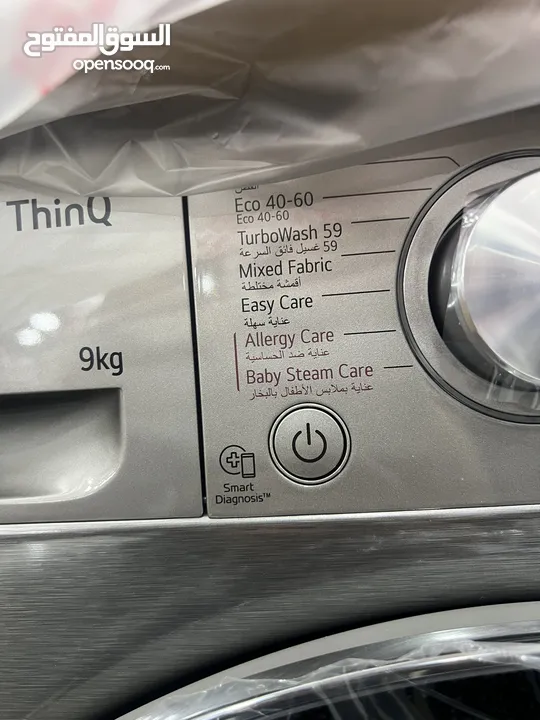 السوق المفتوح
opensooq.com
ThinQ
9kg
Eco 40-60
Eco 40-60
TurboWash 59
59 غسيل فائق السرعة
Mixed Fabric
أقمشة مختلطة
Easy Care
عناية سهلة
Allergy Care
عناية ضد الحساسية
Baby Steam Care
عناية بملابس الأطفال بالبخار
Smart
Diagnosis™